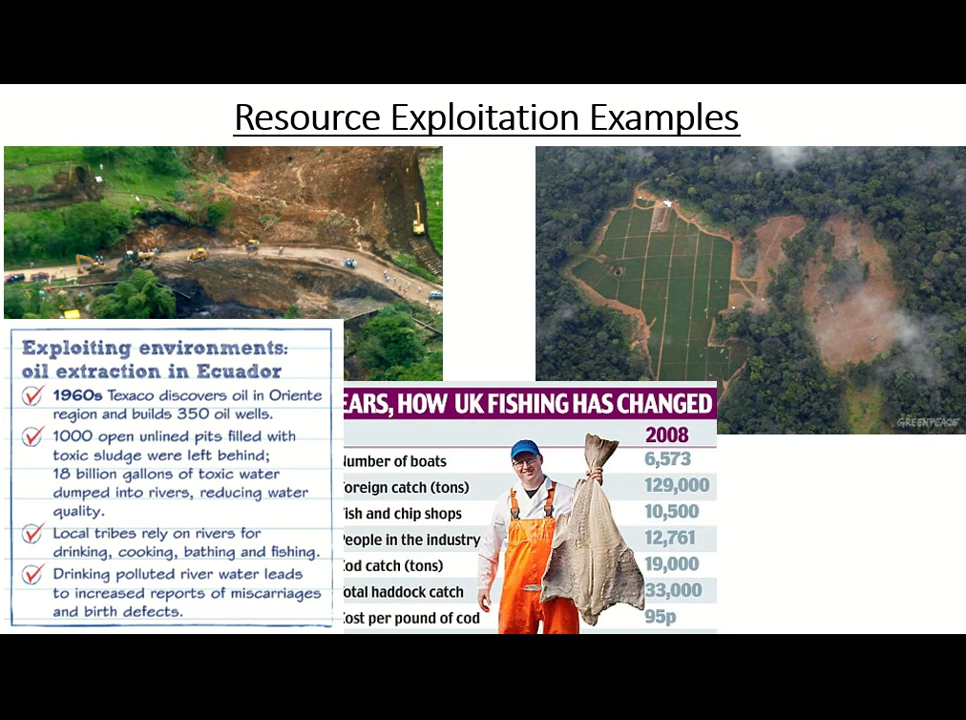 Resource Exploitation Examples
Exploiting environments:
oil extraction in Ecuador
1960s Texaco discovers oil in Oriente
region and builds 350 oil wells.
1000 open unlined pits filled with
toxic sludge were left behind;
18 billion gallons of toxic water
dumped into rivers, reducing water
quality.
Local tribes rely on rivers for
drinking, cooking, bathing and fishing.
Drinking polluted river water leads
to increased reports of miscarriages
and birth defects.
EARS, HOW UK FISHING HAS CHANGED
2008
Number of boats 6,573
Foreign catch (tons) 129,000
Fish and chip shops 10,500
People in the industry 12,761
Cod catch (tons) 19,000
Total haddock catch 33,000
Cost per pound of cod 95p
GREENPEACE